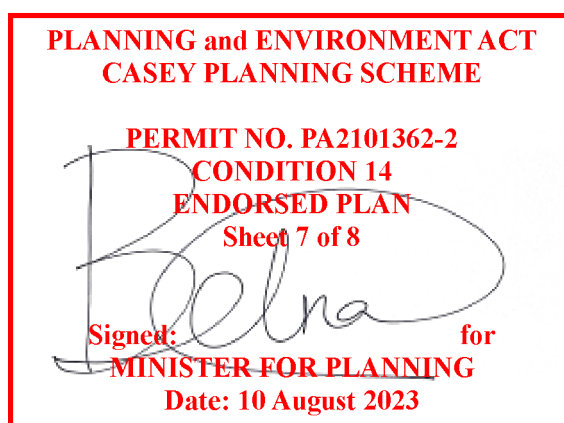 PLANNING and ENVIRONMENT ACT
CASEY PLANNING SCHEME
PERMIT NO. PA2101362-2
CONDITION 14
ENDORSED PLAN
Sheet 7 of 8
Signed: for
MINISTER FOR PLANNING
Date: 10 August 2023